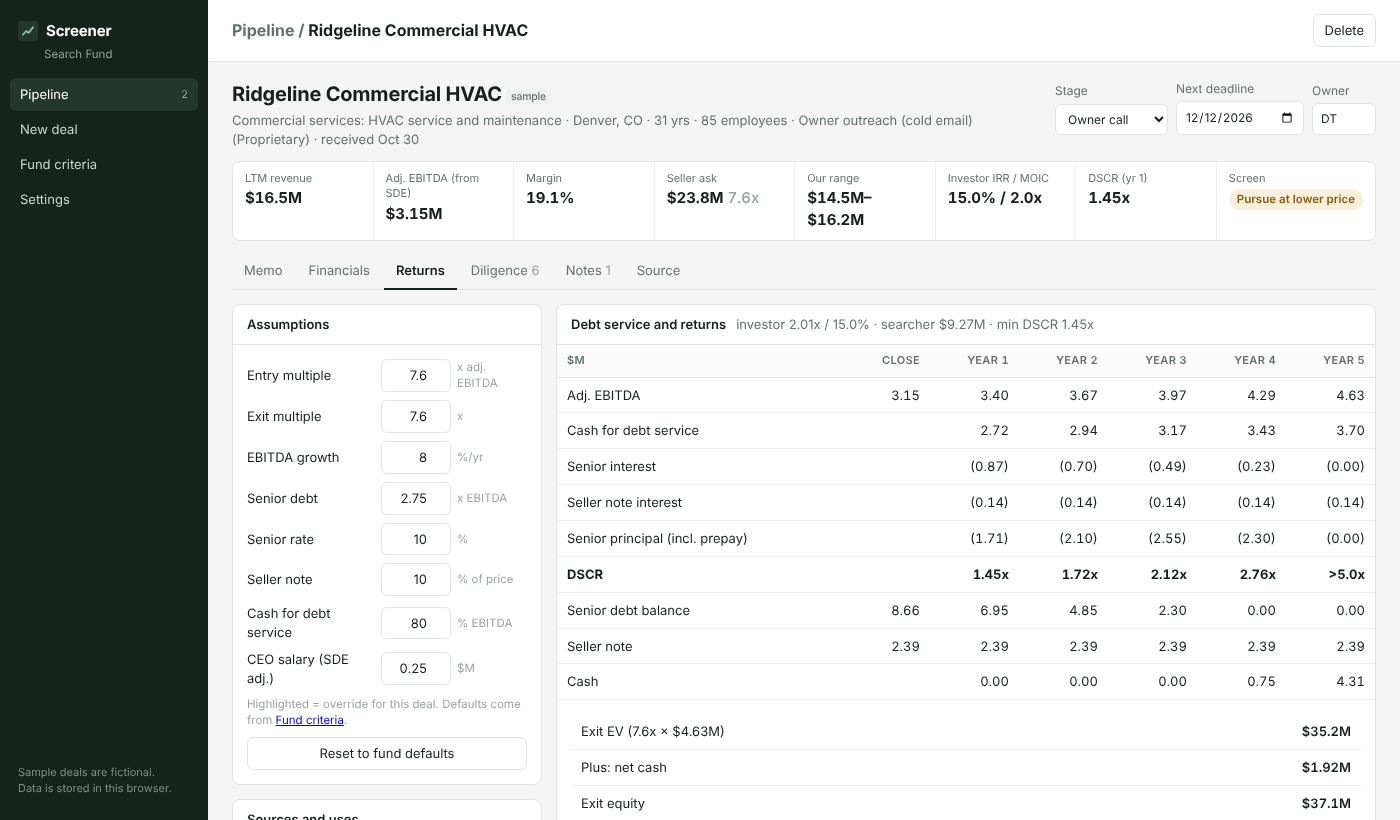 Screener
Search Fund
Pipeline 2
New deal
Fund criteria
Settings
Sample deals are fictional.
Data is stored in this browser.
Pipeline / Ridgeline Commercial HVAC
Delete
Ridgeline Commercial HVAC sample
Commercial services: HVAC service and maintenance · Denver, CO · 31 yrs · 85 employees · Owner outreach (cold email)
(Proprietary) · received Oct 30
Stage
Owner call
Next deadline
12/12/2026
Owner
DT
LTM revenue
$16.5M
Adj. EBITDA (from
SDE)
$3.15M
Margin
19.1%
Seller ask
$23.8M 7.6x
Our range
$14.5M–
$16.2M
Investor IRR / MOIC
15.0% / 2.0x
DSCR (yr 1)
1.45x
Screen
Pursue at lower price
Memo Financials Returns Diligence 6 Notes 1 Source
Assumptions
Entry multiple 7.6 x adj.
EBITDA
Exit multiple 7.6 x
EBITDA growth 8 %/yr
Senior debt 2.75 x EBITDA
Senior rate 10 %
Seller note 10 % of price
Cash for debt
service 80 % EBITDA
CEO salary (SDE
adj.) 0.25 $M
Highlighted = override for this deal. Defaults come
from Fund criteria.
Reset to fund defaults
Sources and uses
Debt service and returns investor 2.01x / 15.0% · searcher $9.27M · min DSCR 1.45x
$M CLOSE YEAR 1 YEAR 2 YEAR 3 YEAR 4 YEAR 5
Adj. EBITDA 3.15 3.40 3.67 3.97 4.29 4.63
Cash for debt service 2.72 2.94 3.17 3.43 3.70
Senior interest (0.87) (0.70) (0.49) (0.23) (0.00)
Seller note interest (0.14) (0.14) (0.14) (0.14) (0.14)
Senior principal (incl. prepay) (1.71) (2.10) (2.55) (2.30) (0.00)
DSCR 1.45x 1.72x 2.12x 2.76x >5.0x
Senior debt balance 8.66 6.95 4.85 2.30 0.00 0.00
Seller note 2.39 2.39 2.39 2.39 2.39 2.39
Cash 0.00 0.00 0.00 0.75 4.31
Exit EV (7.6x × $4.63M) $35.2M
Plus: net cash $1.92M
Exit equity $37.1M